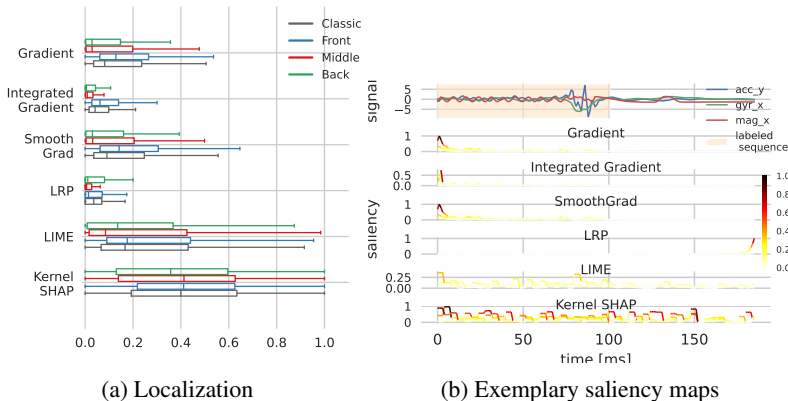 Classic
Front
Middle
Back
Gradient
Integrated
Gradient
Smooth
Grad
LRP
LIME
Kernel
SHAP
0.0 0.2 0.4 0.6 0.8 1.0
(a) Localization
signal
5
0
−5
acc_y
gyr_x
mag_x
labeled
sequence
saliency
Gradient
1
0
Integrated Gradient
0.5
0.0
SmoothGrad
1
0
LRP
1
0
LIME
0.25
0.00
Kernel SHAP
1
0
0 50 100 150
time [ms]
1.0
0.8
0.6
0.4
0.2
0.0
(b) Exemplary saliency maps